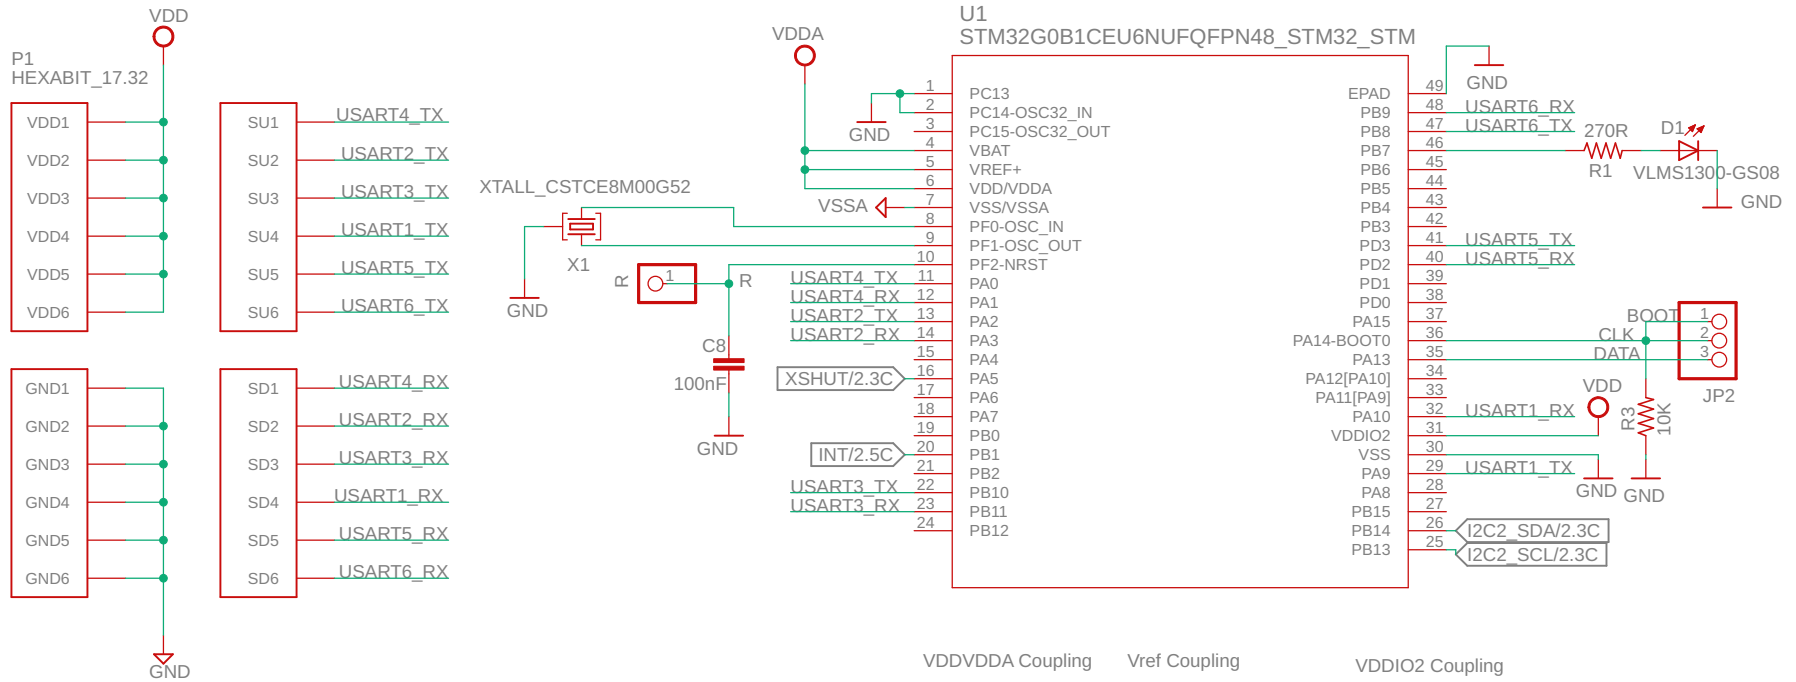 VDD
P1
HEXABIT_17.32
VDD1
VDD2
VDD3
VDD4
VDD5
VDD6
SU1 USART4_TX
SU2 USART2_TX
SU3 USART3_TX
SU4 USART1_TX
SU5 USART5_TX
SU6 USART6_TX
GND1
GND2
GND3
GND4
GND5
GND6
GND
SD1 USART4_RX
SD2 USART2_RX
SD3 USART3_RX
SD4 USART1_RX
SD5 USART5_RX
SD6 USART6_RX
XTALL_CSTCE8M00G52
X1
GND
R
1
R
C8
100nF
GND
VDDA
GND
VSSA
U1
STM32G0B1CEU6NUFQFPN48_STM32_STM
1 PC13
2 PC14-OSC32_IN
3 PC15-OSC32_OUT
4 VBAT
5 VREF+
6 VDD/VDDA
7 VSS/VSSA
8 PF0-OSC_IN
9 PF1-OSC_OUT
10 PF2-NRST
USART4_TX 11 PA0
USART4_RX 12 PA1
USART2_TX 13 PA2
USART2_RX 14 PA3
15 PA4
XSHUT/2.3C 16 PA5
17 PA6
18 PA7
19 PB0
INT/2.5C 20 PB1
21 PB2
USART3_TX 22 PB10
USART3_RX 23 PB11
24 PB12
EPAD 49
PB9 48 USART6_RX
PB8 47 USART6_TX
PB7 46
PB6 45
PB5 44
PB4 43
PB3 42
PD3 41 USART5_TX
PD2 40 USART5_RX
PD1 39
PD0 38
PA15 37
PA14-BOOT0 36
PA13 35
PA12[PA10] 34
PA11[PA9] 33
PA10 32 USART1_RX
VDDIO2 31
VSS 30
PA9 29 USART1_TX
PA8 28
PB15 27
PB14 26 I2C2_SDA/2.3C
PB13 25 I2C2_SCL/2.3C
GND
270R
R1
D1
VLMS1300-GS08
GND
BOOT 1
CLK 2
DATA 3
JP2
VDD
R3
10K
GND
GND
VDDVDDA Coupling
Vref Coupling
VDDIO2 Coupling